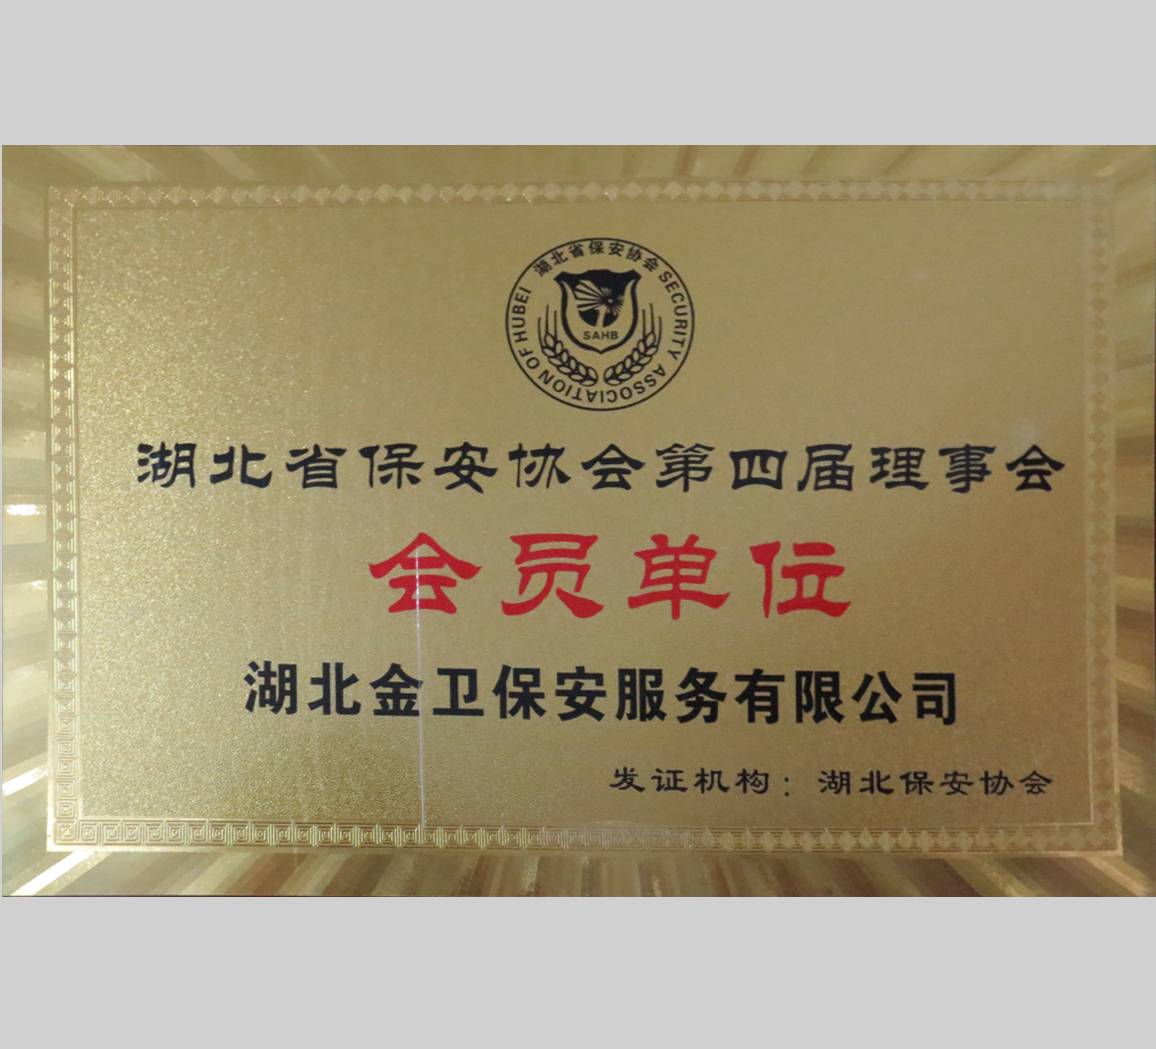 湖北省保安协会 SECURITY ASSOCIATION OF HUBEI
SAHB
湖北省保安协会第四届理事会
会员单位
湖北金卫保安服务有限公司
发证机构：湖北保安协会